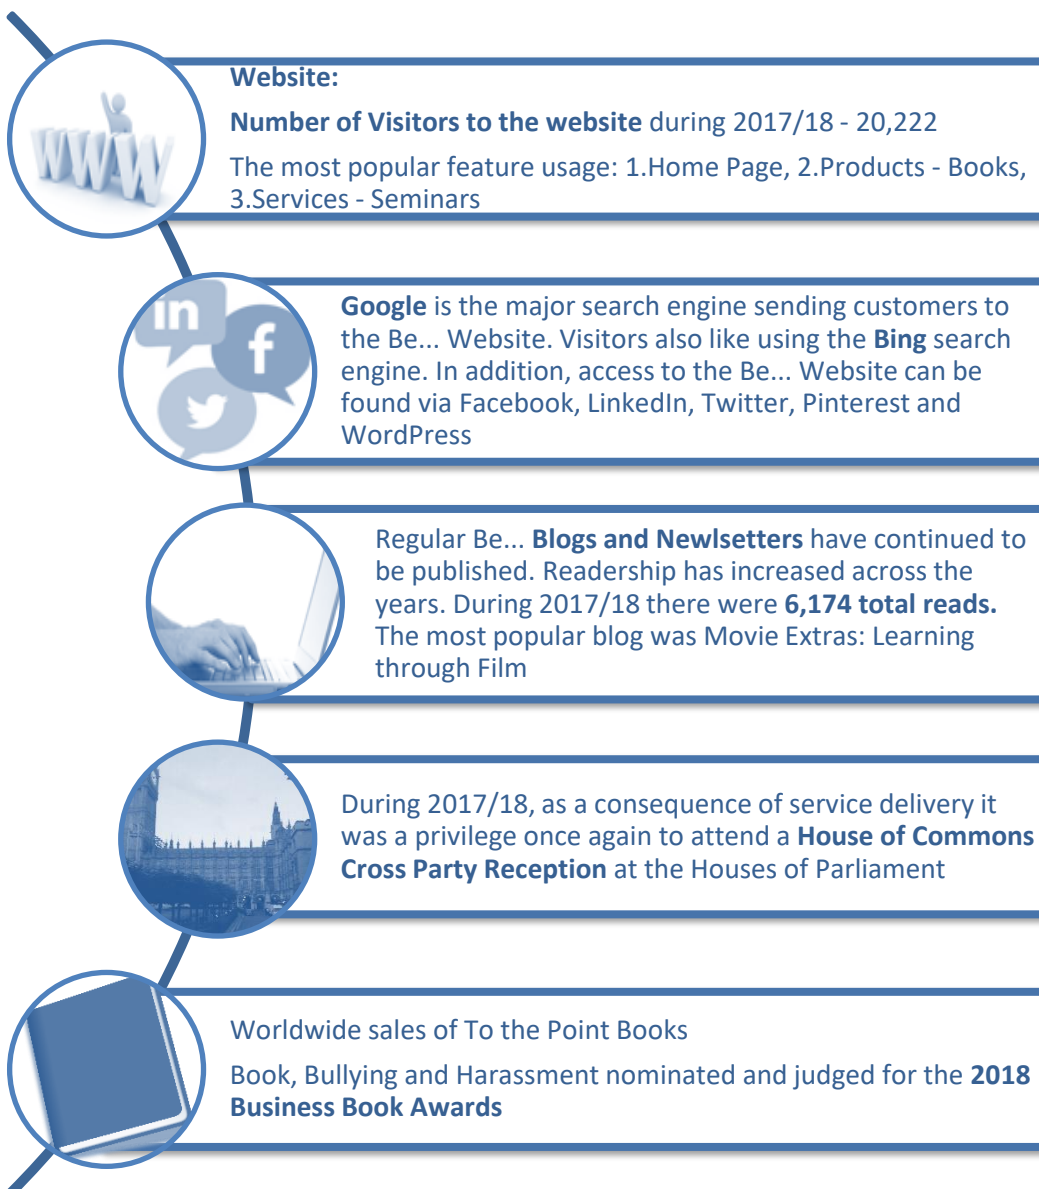 Website:
Number of Visitors to the website during 2017/18 - 20,222
The most popular feature usage: 1.Home Page, 2.Products - Books,
3.Services - Seminars
WWW
in
f
Google is the major search engine sending customers to
the Be... Website. Visitors also like using the Bing search
engine. In addition, access to the Be... Website can be
found via Facebook, LinkedIn, Twitter, Pinterest and
WordPress
Regular Be... Blogs and Newlsetters have continued to
be published. Readership has increased across the
years. During 2017/18 there were 6,174 total reads.
The most popular blog was Movie Extras: Learning
through Film
During 2017/18, as a consequence of service delivery it
was a privilege once again to attend a House of Commons
Cross Party Reception at the Houses of Parliament
Worldwide sales of To the Point Books
Book, Bullying and Harassment nominated and judged for the 2018
Business Book Awards